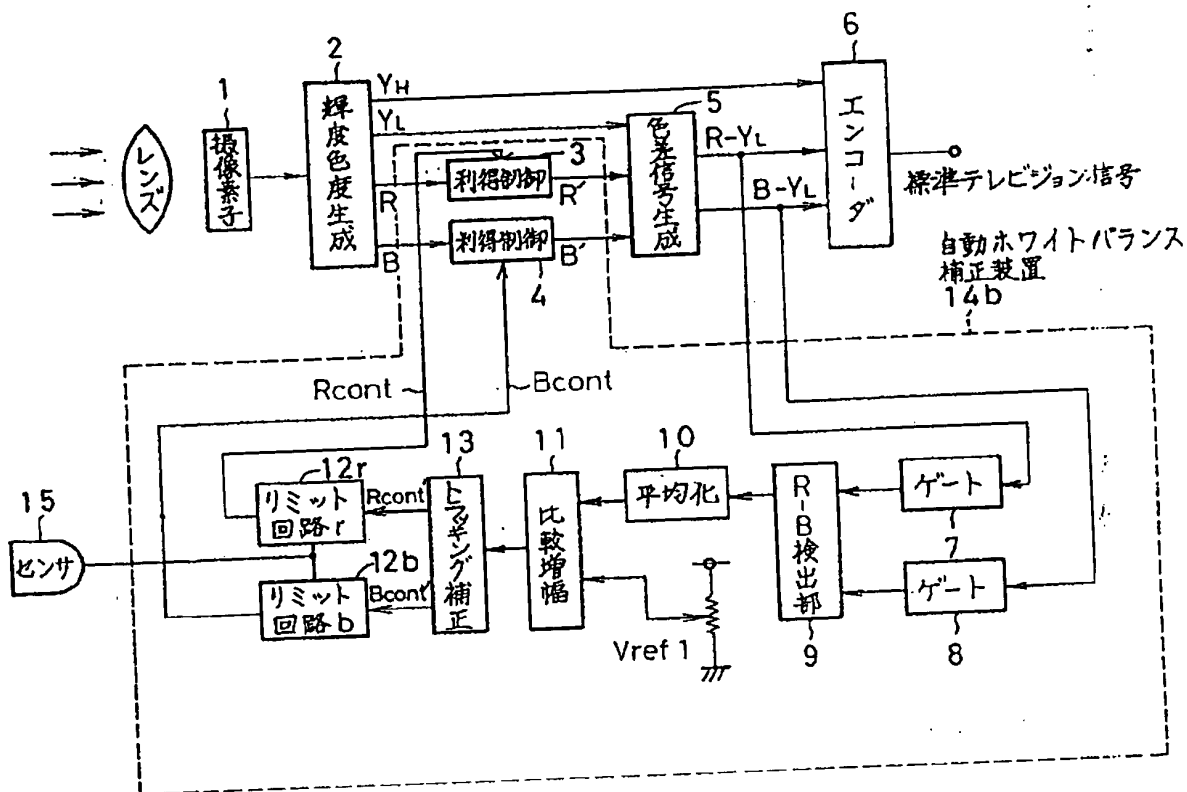 6
2
1
YH
5
YL
R-YL
3
レンズ
撮像素子
輝度色度生成
利得制御
R
R'
色差信号生成
エンコーダ
B-YL
標準テレビジョン信号
利得制御
B
B'
4
自動ホワイトバランス
補正装置
14b
Rcont
Bcont
13
11
10
12r
15
リミット
回路r
Rcont'
トラッキング補正
比較増幅
平均化
R-B検出部
ゲート
7
センサ
12b
リミット
回路b
Bcont'
ゲート
Vref 1
9
8